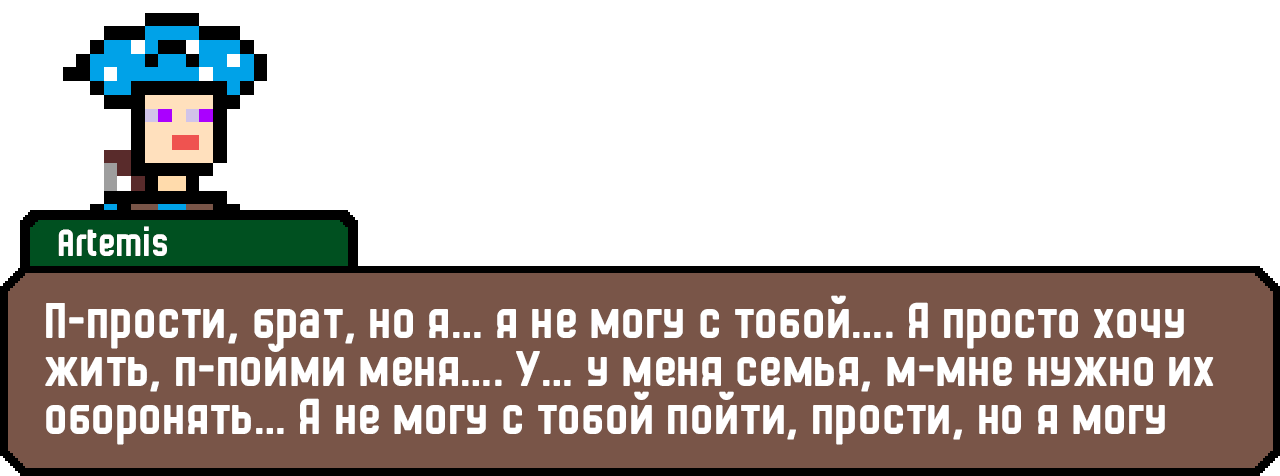 Artemis
П-прости, брат, но я... я не могу с тобой.... Я просто хочу
жить, п-пойми меня.... У... у меня семья, м-мне нужно их
оборонять... Я не могу с тобой пойти, прости, но я могу